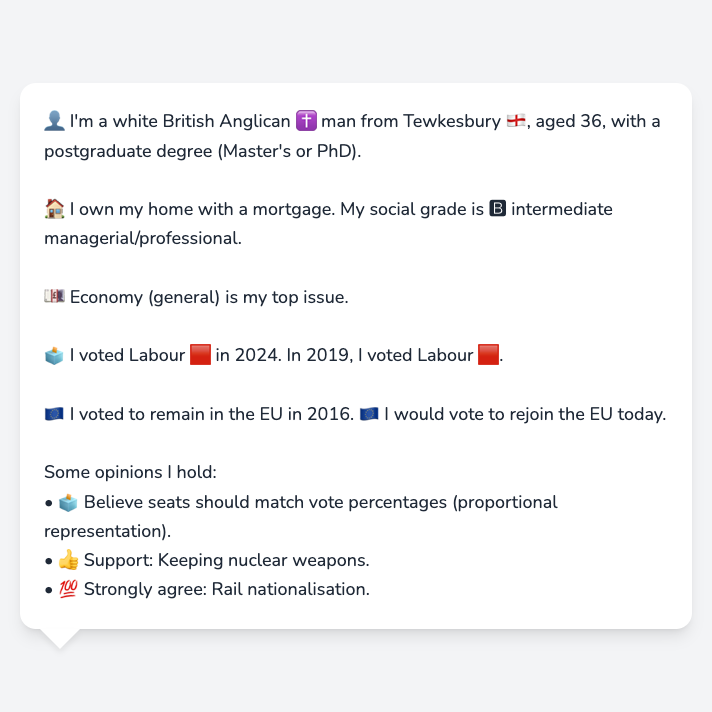 👤 I'm a white British Anglican ✝️ man from Tewkesbury 🏴󠁧󠁢󠁥󠁮󠁧󠁿, aged 36, with a
postgraduate degree (Master's or PhD).
🏠 I own my home with a mortgage. My social grade is 🅱 intermediate
managerial/professional.
💷 Economy (general) is my top issue.
🗳️ I voted Labour 🟥 in 2024. In 2019, I voted Labour 🟥.
🇪🇺 I voted to remain in the EU in 2016. 🇪🇺 I would vote to rejoin the EU today.
Some opinions I hold:
• 🗳️ Believe seats should match vote percentages (proportional
representation).
• 👍 Support: Keeping nuclear weapons.
• 💯 Strongly agree: Rail nationalisation.